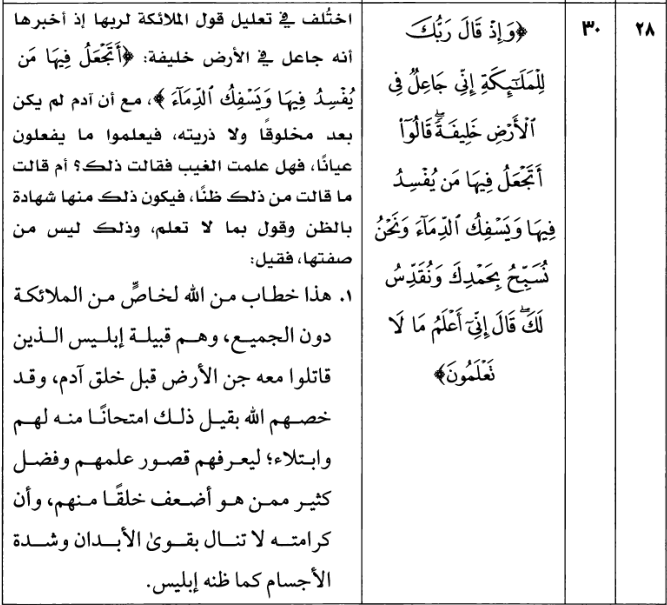 ٢٨
٣٠
﴿وَإِذْ قَالَ رَبُّكَ
لِلْمَلَٰٓئِكَةِ إِنِّي جَاعِلٌ فِي
الْأَرْضِ خَلِيفَةً ۖ قَالُوٓا۟
أَتَجْعَلُ فِيهَا مَن يُفْسِدُ
فِيهَا وَيَسْفِكُ الدِّمَآءَ وَنَحْنُ
نُسَبِّحُ بِحَمْدِكَ وَنُقَدِّسُ
لَكَ ۖ قَالَ إِنِّيٓ أَعْلَمُ مَا لَا
تَعْلَمُونَ﴾
اختُلف في تعليل قول الملائكة لربها إذ أخبرها
أنه جاعل في الأرض خليفة: ﴿أَتَجْعَلُ فِيهَا مَن
يُفْسِدُ فِيهَا وَيَسْفِكُ الدِّمَآءَ﴾، مع أن آدم لم يكن
بعد مخلوقًا ولا ذريته، فيعلموا ما يفعلون
عيانًا، فهل علمت الغيب فقالت ذلك؟ أم قالت
ما قالت من ذلك ظنًا، فيكون ذلك منها شهادة
بالظن وقول بما لا تعلم، وذلك ليس من
صفتها، فقيل:
١. هذا خطاب من الله لخاصٍّ من الملائكة
دون الجميع، وهم قبيلة إبليس الذين
قاتلوا معه جن الأرض قبل خلق آدم، وقد
خصهم الله بقيل ذلك امتحانًا منه لهم
وابتلاء؛ ليعرفهم قصور علمهم وفضل
كثير ممن هو أضعف خلقًا منهم، وأن
كرامته لا تنال بقوى الأبدان وشدة
الأجسام كما ظنه إبليس.